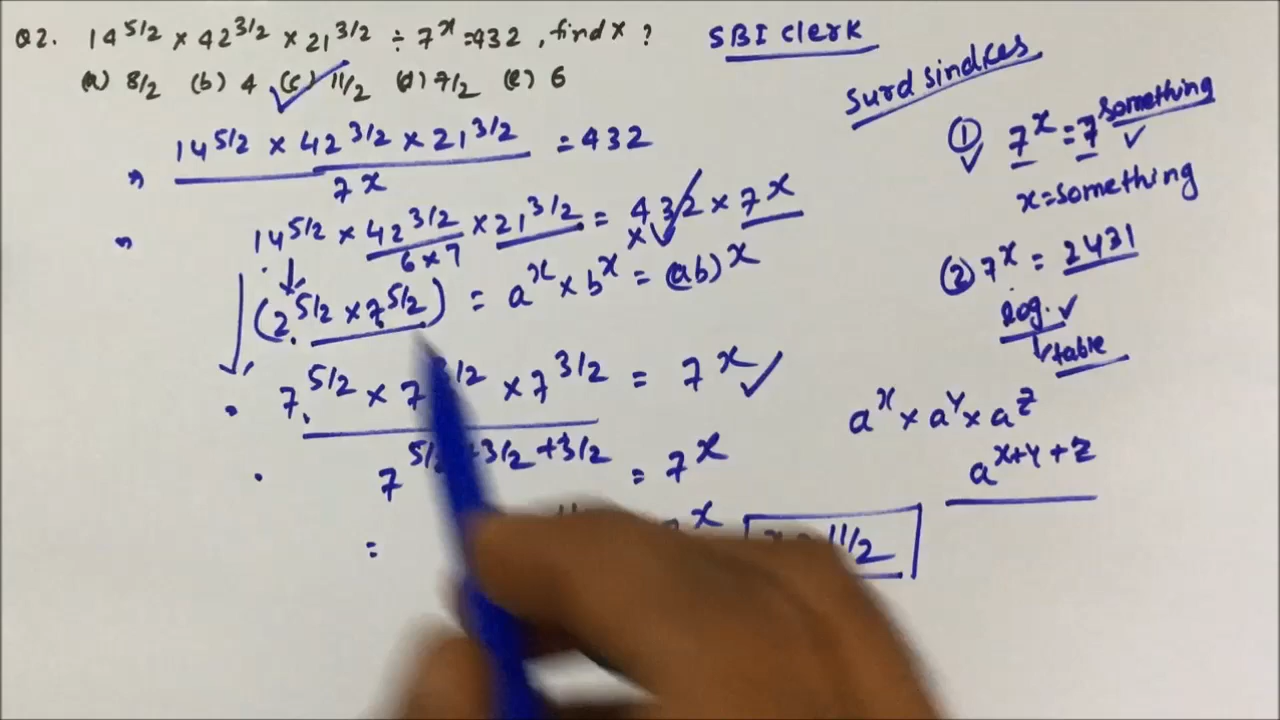 Q2. 14^5/2 × 42^3/2 × 21^3/2 ÷ 7^x = 432 , find x ?
(a) 8/2 (b) 4 (c) 11/2 (d) 7/2 (e) 6
SBI clerk
14^5/2 × 42^3/2 × 21^3/2 = 432
7^x
14^5/2 × 42^3/2 × 21^3/2 = 432 × 7^x
6×7
(2^5/2 × 7^5/2) = a^x × b^x = (ab)^x
7^5/2 × 7^3/2 × 7^3/2 = 7^x
7^5/2+3/2+3/2 = 7^x
=
x
11/2
Surd sindices
① 7^x = 7^something
x=something
② 7^x = 2431
log.
table
a^x × a^y × a^z
a^x+y+z